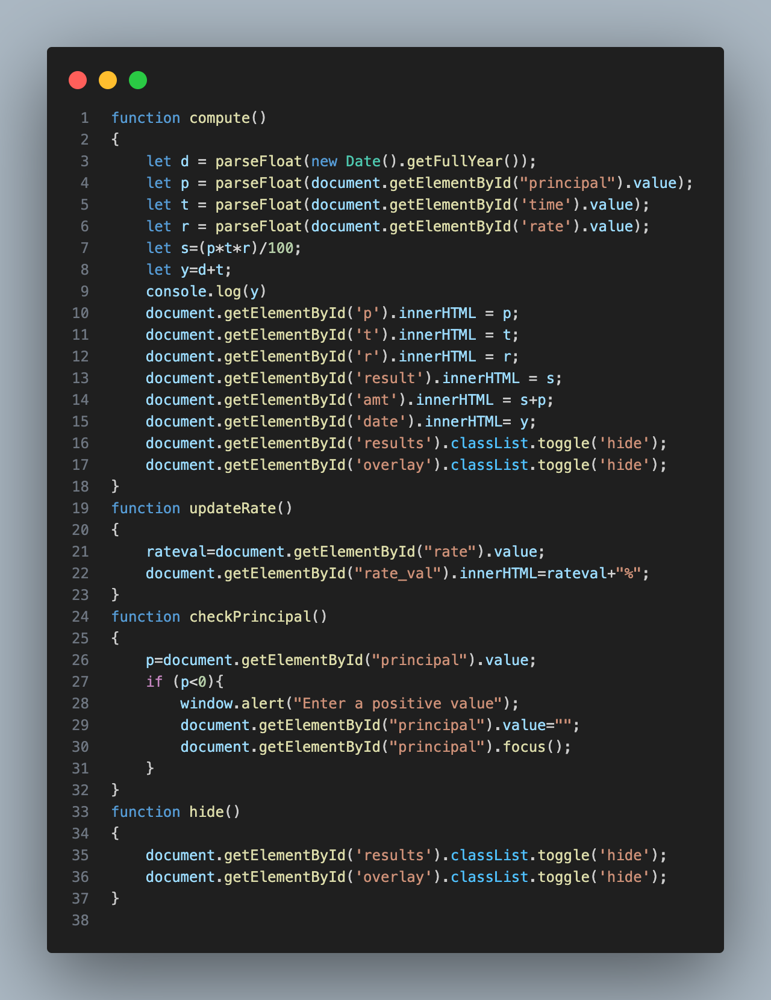 1 function compute()
2 {
3     let d = parseFloat(new Date().getFullYear());
4     let p = parseFloat(document.getElementById("principal").value);
5     let t = parseFloat(document.getElementById('time').value);
6     let r = parseFloat(document.getElementById('rate').value);
7     let s=(p*t*r)/100;
8     let y=d+t;
9     console.log(y)
10     document.getElementById('p').innerHTML = p;
11     document.getElementById('t').innerHTML = t;
12     document.getElementById('r').innerHTML = r;
13     document.getElementById('result').innerHTML = s;
14     document.getElementById('amt').innerHTML = s+p;
15     document.getElementById('date').innerHTML= y;
16     document.getElementById('results').classList.toggle('hide');
17     document.getElementById('overlay').classList.toggle('hide');
18 }
19 function updateRate()
20 {
21     rateval=document.getElementById("rate").value;
22     document.getElementById("rate_val").innerHTML=rateval+"%";
23 }
24 function checkPrincipal()
25 {
26     p=document.getElementById("principal").value;
27     if (p<0){
28         window.alert("Enter a positive value");
29         document.getElementById("principal").value="";
30         document.getElementById("principal").focus();
31     }
32 }
33 function hide()
34 {
35     document.getElementById('results').classList.toggle('hide');
36     document.getElementById('overlay').classList.toggle('hide');
37 }
38